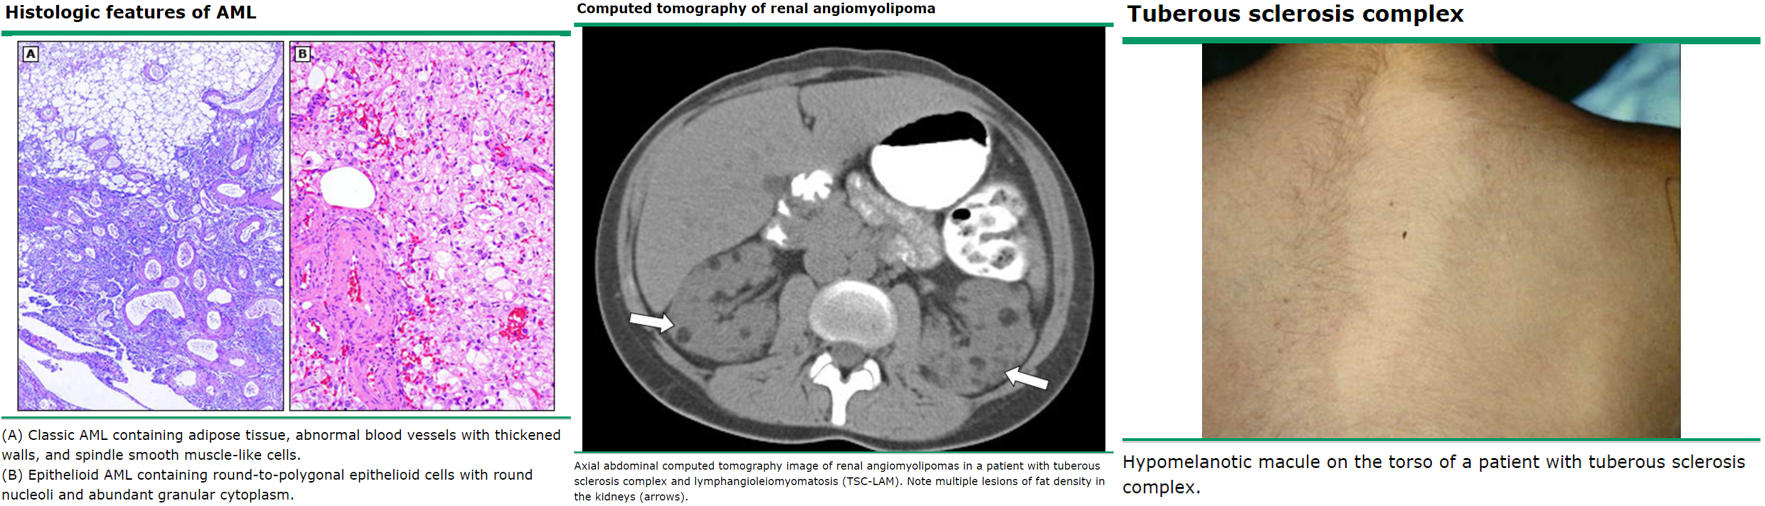 Histologic features of AML
A
B
(A) Classic AML containing adipose tissue, abnormal blood vessels with thickened
walls, and spindle smooth muscle-like cells.
(B) Epithelioid AML containing round-to-polygonal epithelioid cells with round
nucleoli and abundant granular cytoplasm.
Computed tomography of renal angiomyolipoma
Axial abdominal computed tomography image of renal angiomyolipomas in a patient with tuberous
sclerosis complex and lymphangioleiomyomatosis (TSC-LAM). Note multiple lesions of fat density in
the kidneys (arrows).
Tuberous sclerosis complex
Hypomelanotic macule on the torso of a patient with tuberous sclerosis
complex.